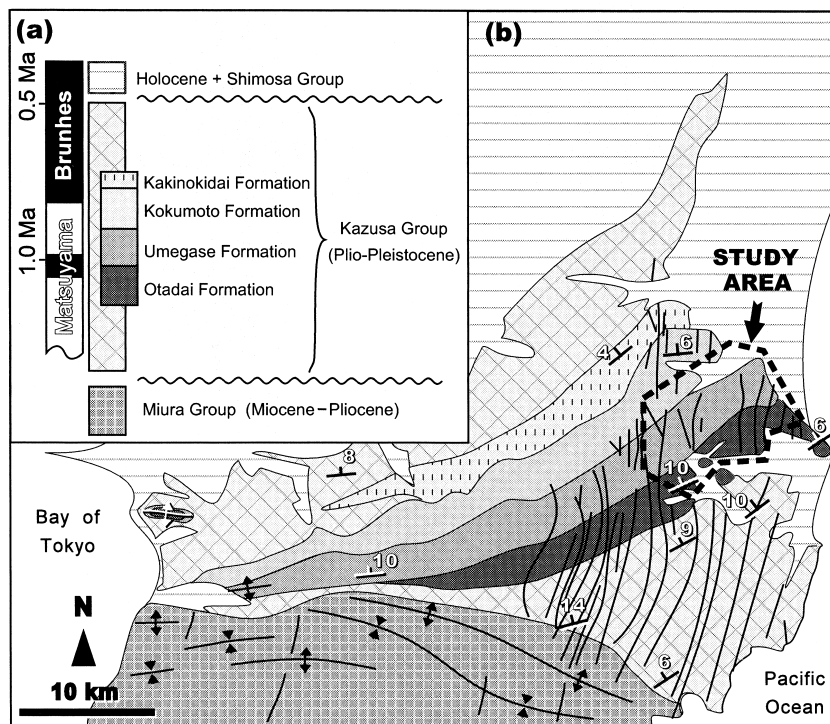 (a)
0.5 Ma
1.0 Ma
Brunhes
Matsuyama
Holocene + Shimosa Group
Kakinokidai Formation
Kokumoto Formation
Umegase Formation
Otadai Formation
Kazusa Group
(Plio-Pleistocene)
Miura Group (Miocene–Pliocene)
(b)
STUDY
AREA
4
6
6
8
10
10
10
9
14
6
Bay of
Tokyo
N
10 km
Pacific
Ocean